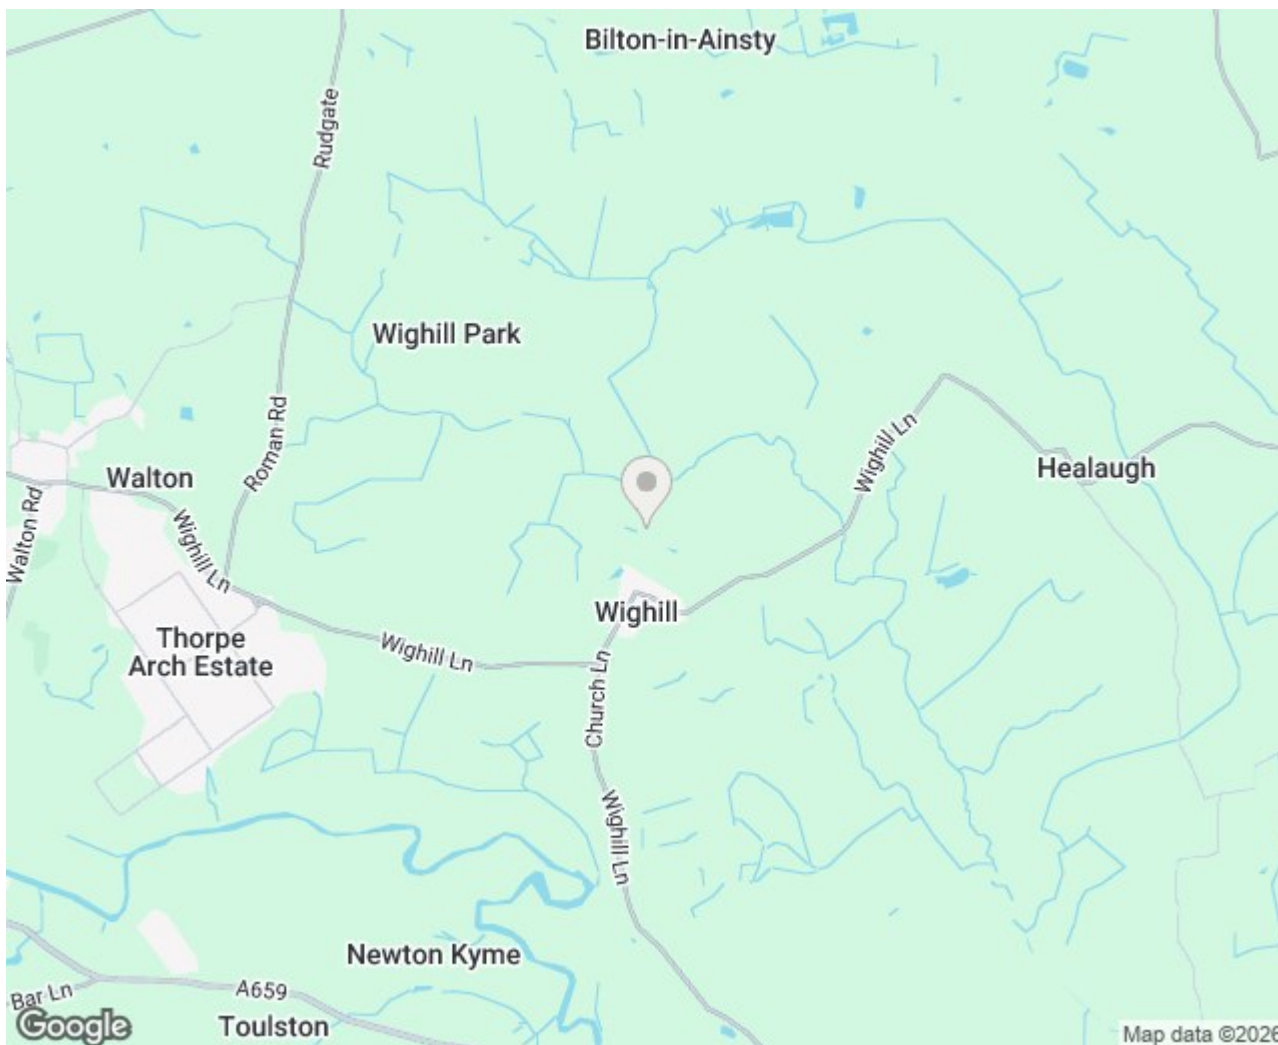 Bilton-in-Ainsty
Rudgate
Wighill Park
Roman Rd
Wighill Ln
Healaugh
Walton
Walton Rd
Wighill Ln
Wighill
Thorpe
Arch Estate
Wighill Ln
Church Ln
Wighill Ln
Newton Kyme
A659
Bar Ln
Toulston
Google
Map data ©2026